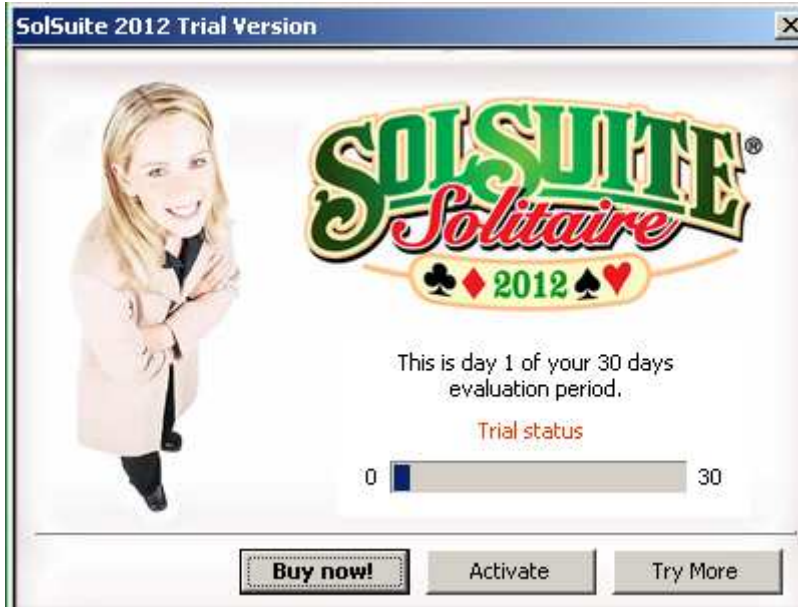 SolSuite 2012 Trial Version
SOLSUITE®
Solitaire
2012
This is day 1 of your 30 days
evaluation period.
Trial status
0 30
Buy now! Activate Try More